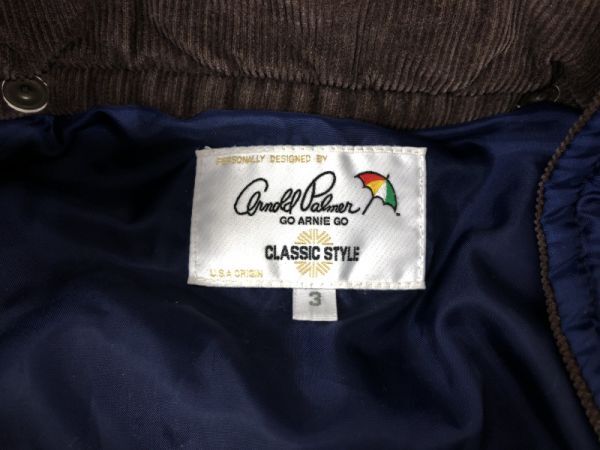 PERSONALLY DESIGNED BY
Arnold Palmer
GO ARNIE GO
CLASSIC STYLE
U.S.A ORIGIN
3